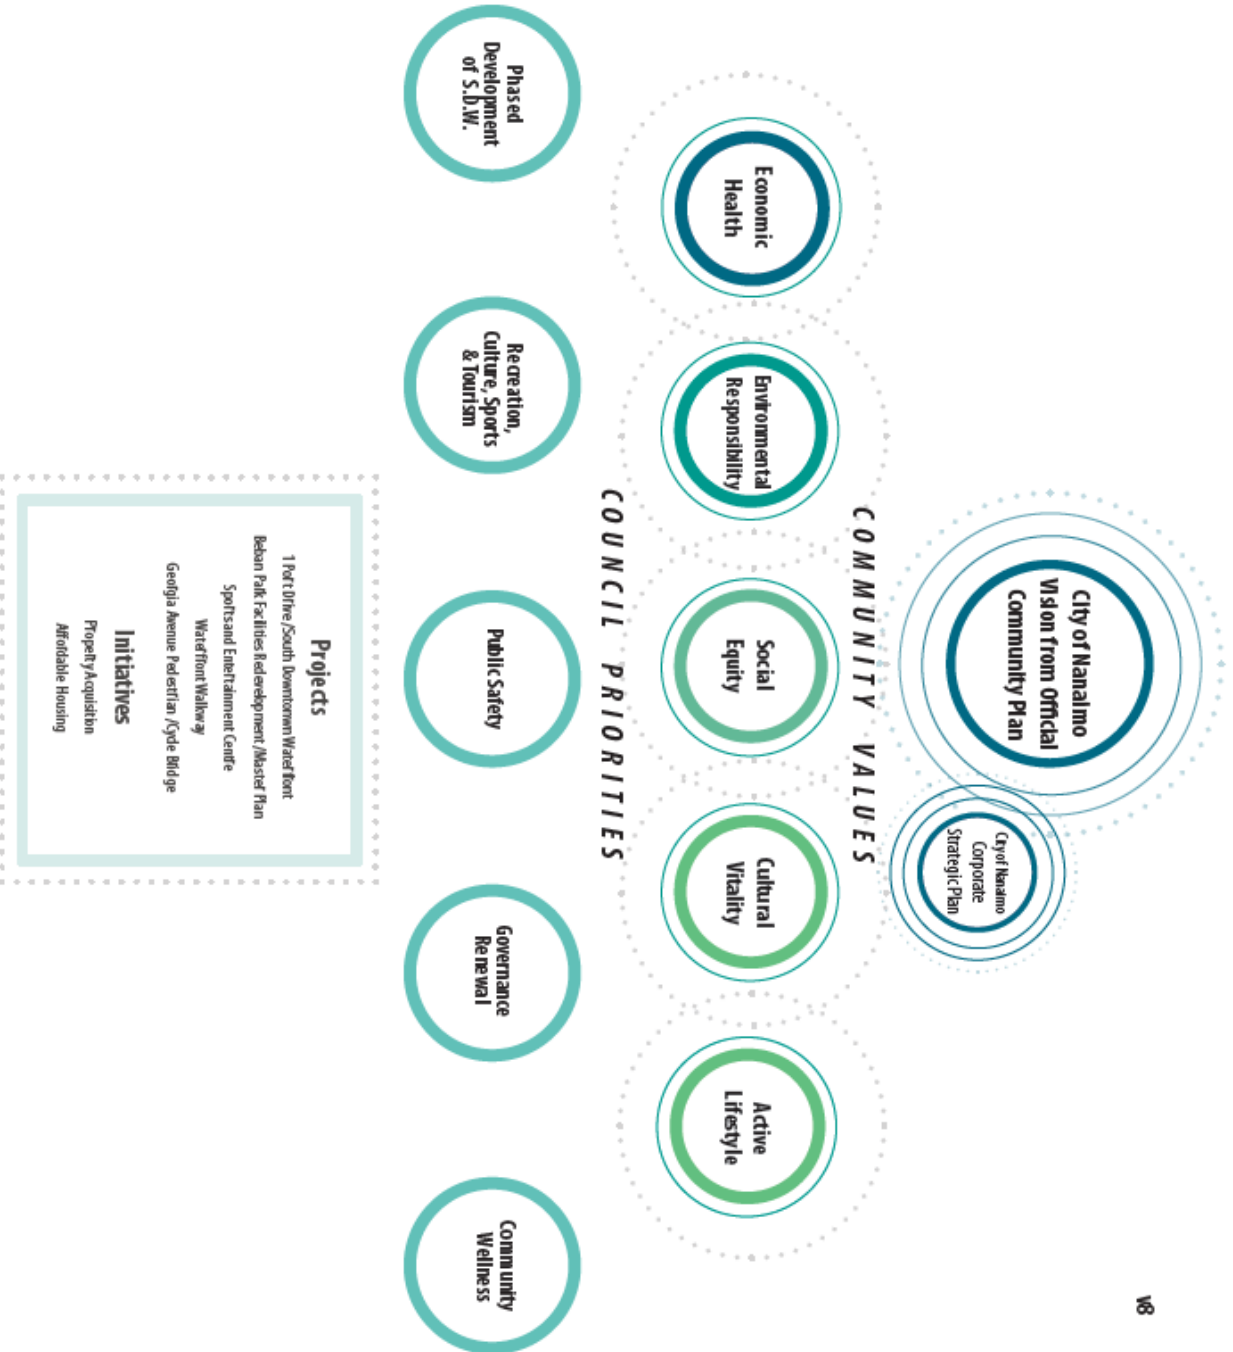 v8
City of Nanaimo
Vision from Official
Community Plan
City of Nanaimo
Corporate
Strategic Plan
COMMUNITY VALUES
Economic
Health
Environmental
Responsibility
Social
Equity
Cultural
Vitality
Active
Lifestyle
COUNCIL PRIORITIES
Phased
Development
of S.D.W.
Recreation,
Culture, Sports
& Tourism
Public Safety
Governance
Renewal
Community
Wellness
Projects
1 Port Drive /South Downtown Waterfront
Beban Park Facilities Redevelopment /Master Plan
Sports and Entertainment Centre
Waterfront Walkway
Georgia Avenue Pedestrian /Cycle Bridge
Initiatives
Property Acquisition
Affordable Housing